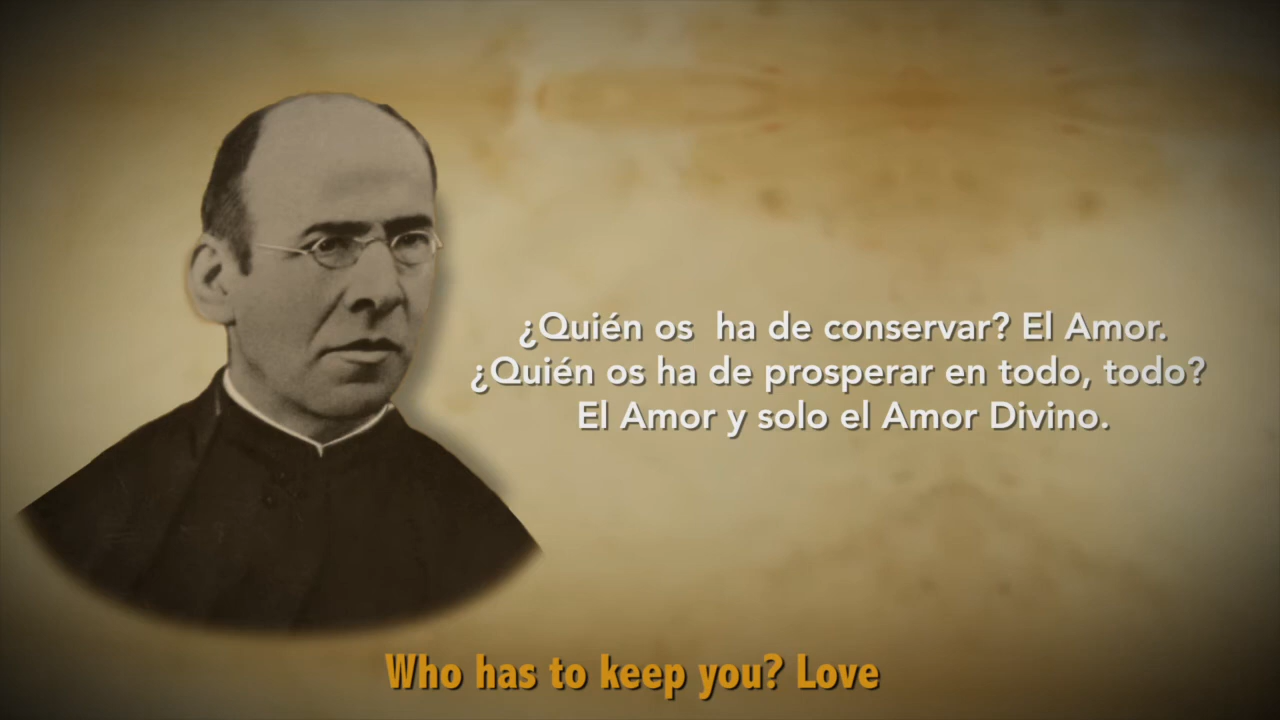 ¿Quién os ha de conservar? El Amor.
¿Quién os ha de prosperar en todo, todo?
El Amor y solo el Amor Divino.
Who has to keep you? Love